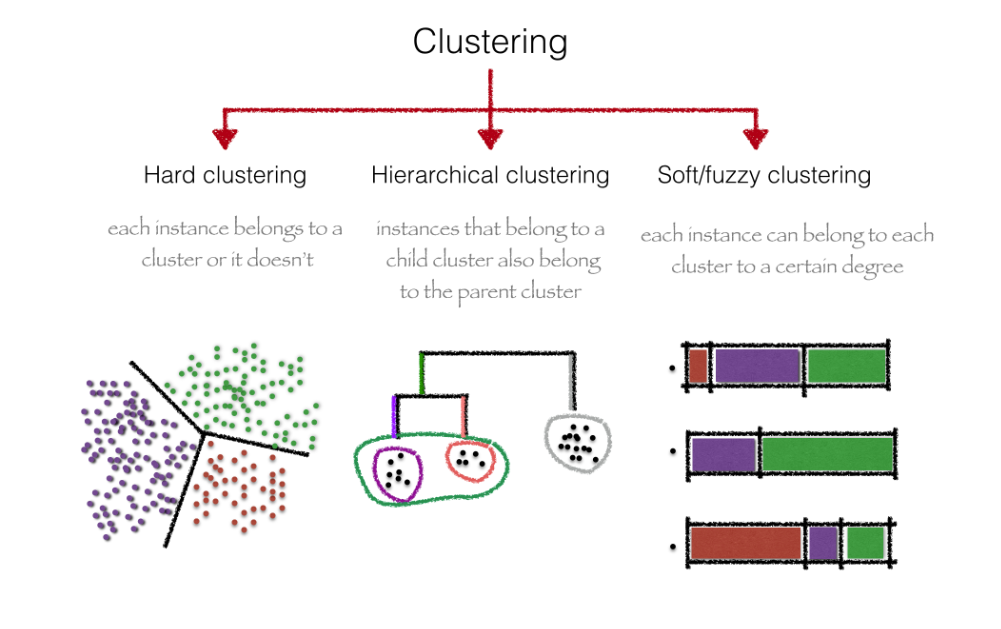 Clustering
Hard clustering
each instance belongs to a
cluster or it doesn't
Hierarchical clustering
instances that belong to a
child cluster also belong
to the parent cluster
Soft/fuzzy clustering
each instance can belong to each
cluster to a certain degree